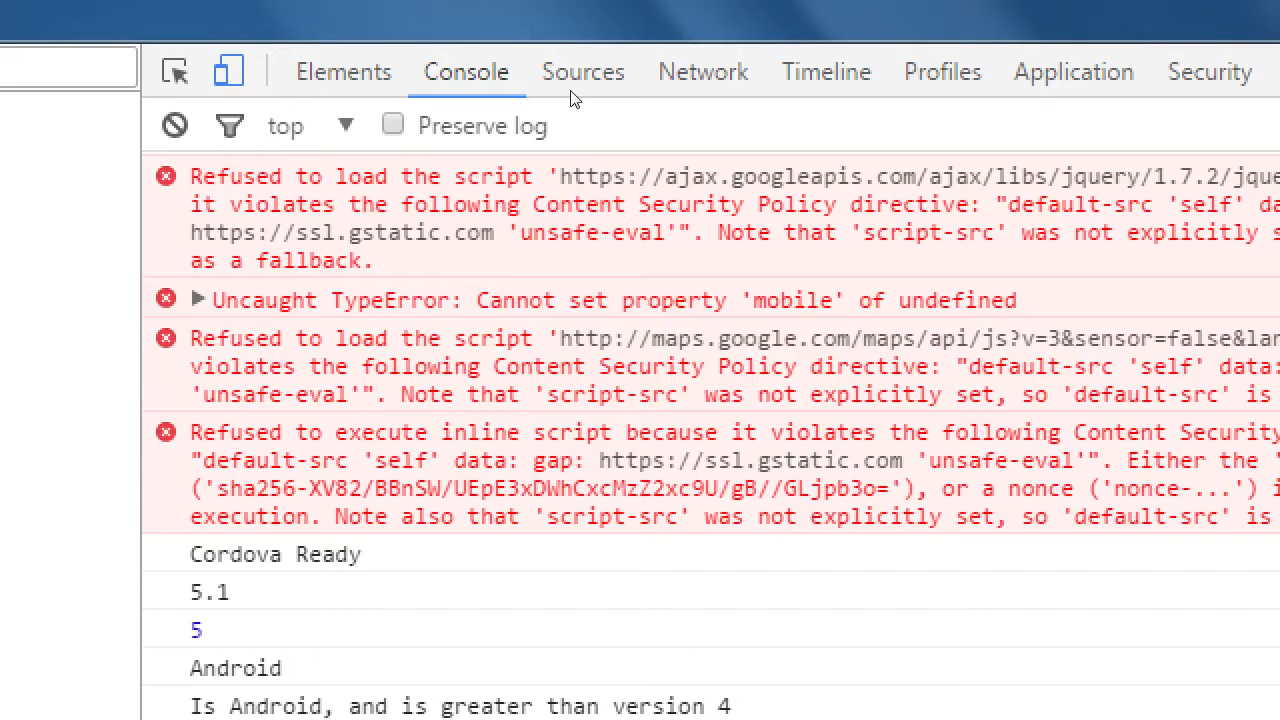 Elements Console Sources Network Timeline Profiles Application Security
top Preserve log
Refused to load the script 'https://ajax.googleapis.com/ajax/libs/jquery/1.7.2/jque
it violates the following Content Security Policy directive: "default-src 'self' da
https://ssl.gstatic.com 'unsafe-eval'". Note that 'script-src' was not explicitly s
as a fallback.
Uncaught TypeError: Cannot set property 'mobile' of undefined
Refused to load the script 'http://maps.google.com/maps/api/js?v=3&sensor=false&lan
violates the following Content Security Policy directive: "default-src 'self' data:
'unsafe-eval'". Note that 'script-src' was not explicitly set, so 'default-src' is
Refused to execute inline script because it violates the following Content Security
"default-src 'self' data: gap: https://ssl.gstatic.com 'unsafe-eval'". Either the '
('sha256-XV82/BBnSW/UEpE3xDWhCxcMzZ2xc9U/gB//GLjpb3o='), or a nonce ('nonce-...') i
execution. Note also that 'script-src' was not explicitly set, so 'default-src' is
Cordova Ready
5.1
5
Android
Is Android, and is greater than version 4